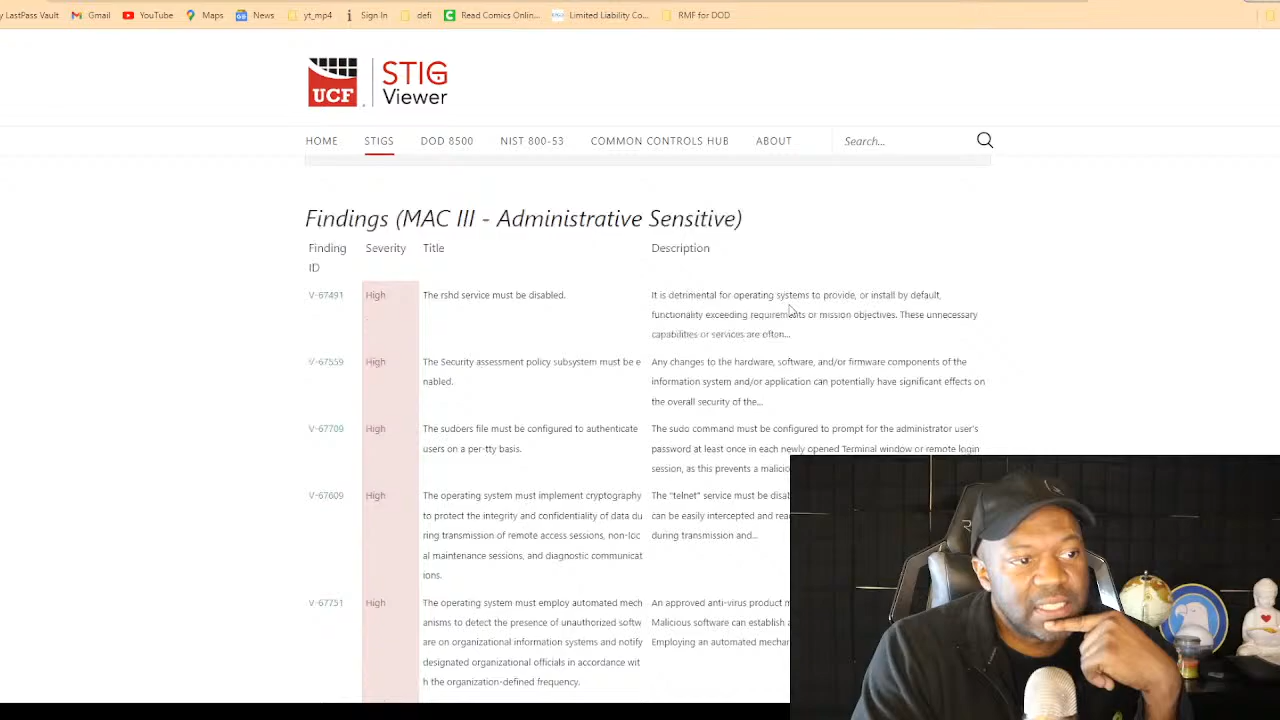 LastPass Vault
Gmail
YouTube
Maps
News
yt_mp4
Sign In
defi
Read Comics Onlin...
Limited Liability Co...
RMF for DOD
UCF
STIG
Viewer
HOME
STIGS
DOD 8500
NIST 800-53
COMMON CONTROLS HUB
ABOUT
Search...
Findings (MAC III - Administrative Sensitive)
Finding
ID
Severity
Title
Description
V-67491
High
The rshd service must be disabled.
It is detrimental for operating systems to provide, or install by default,
functionality exceeding requirements or mission objectives. These unnecessary
capabilities or services are often...
V-67559
High
The Security assessment policy subsystem must be e
nabled.
Any changes to the hardware, software, and/or firmware components of the
information system and/or application can potentially have significant effects on
the overall security of the...
V-67709
High
The sudoers file must be configured to authenticate
users on a per-tty basis.
The sudo command must be configured to prompt for the administrator user's
password at least once in each newly opened Terminal window or remote login
session, as this prevents a malicio
V-67609
High
The operating system must implement cryptography
to protect the integrity and confidentiality of data du
ring transmission of remote access sessions, non-loc
al maintenance sessions, and diagnostic communicat
ions.
The "telnet" service must be disa
can be easily intercepted and rea
during transmission and...
V-67751
High
The operating system must employ automated mech
anisms to detect the presence of unauthorized softw
are on organizational information systems and notify
designated organizational officials in accordance wit
h the organization-defined frequency.
An approved anti-virus product m
Malicious software can establish a
Employing an automated mechar